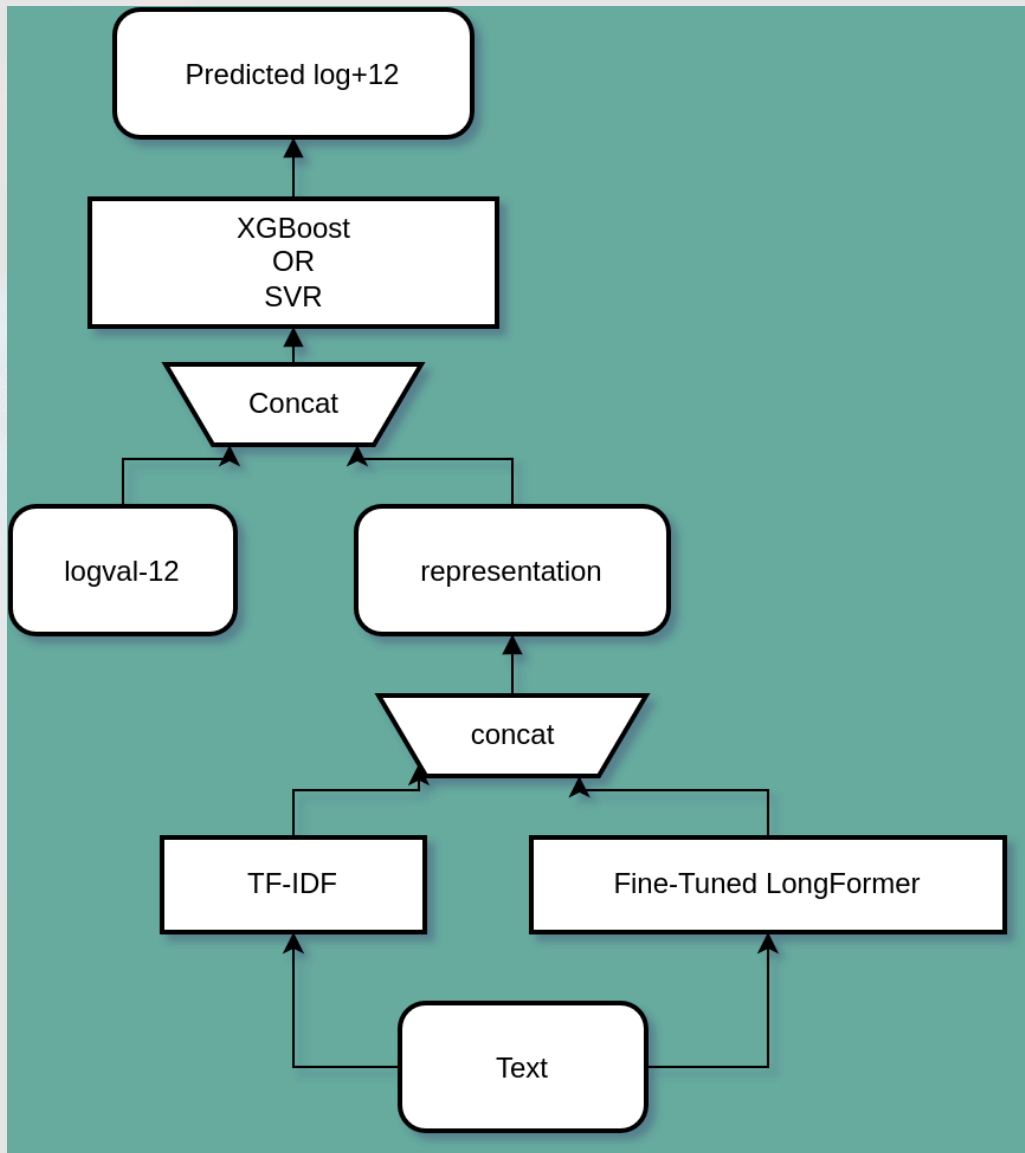 Predicted log+12
XGBoost
OR
SVR
Concat
logval-12
representation
concat
TF-IDF
Fine-Tuned LongFormer
Text